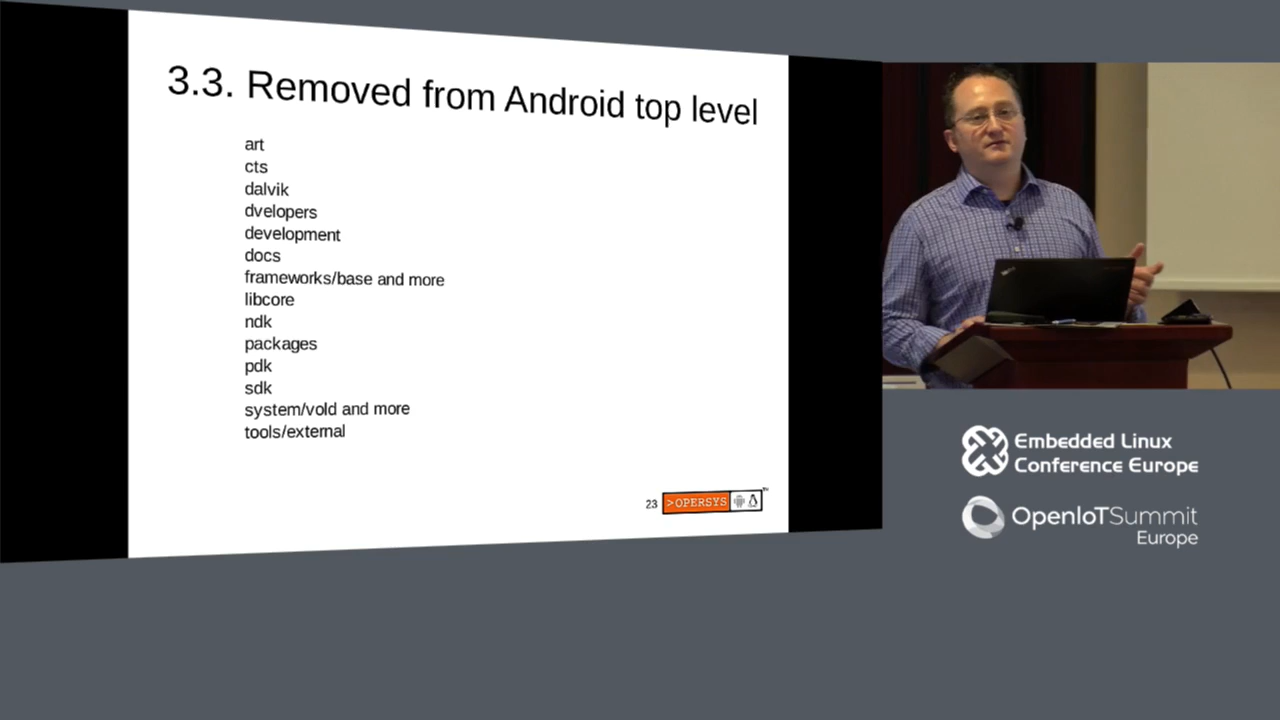 3.3. Removed from Android top level
art
cts
dalvik
dvelopers
development
docs
frameworks/base and more
libcore
ndk
packages
pdk
sdk
system/vold and more
tools/external
23 >OPERSYS
TM
Embedded Linux
Conference Europe
OpenIoTSummit
Europe